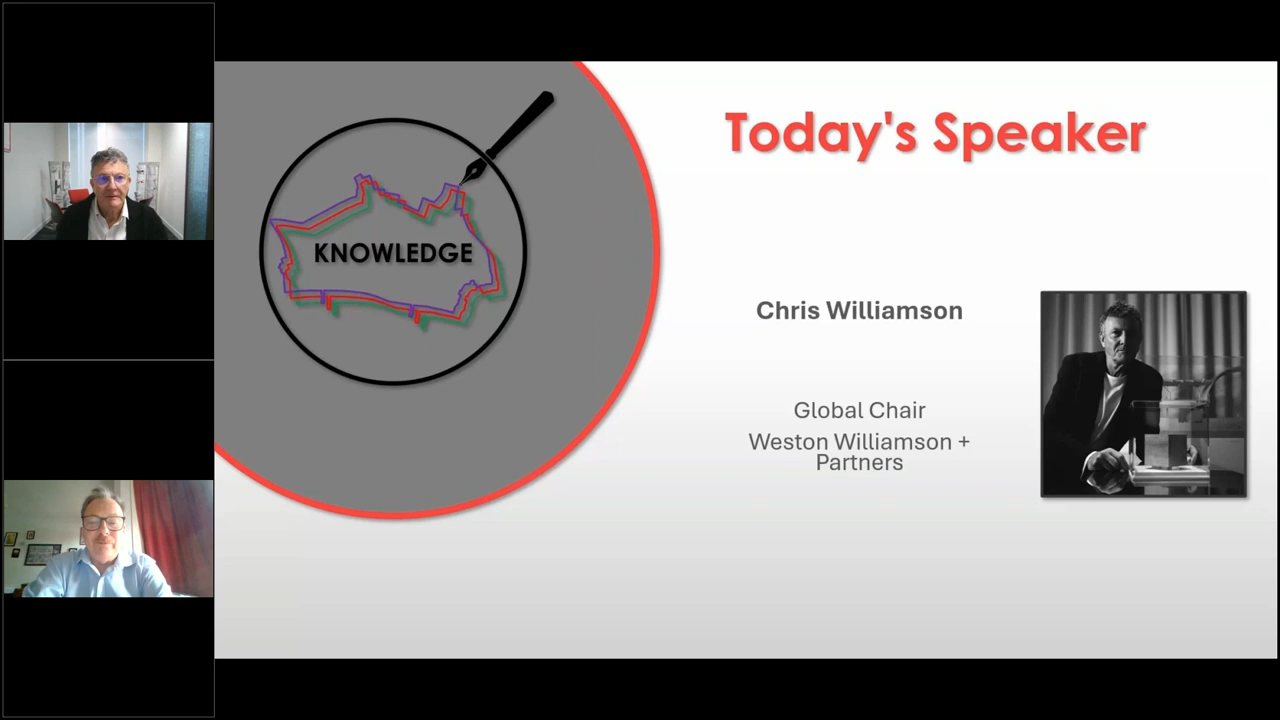 Today's Speaker
KNOWLEDGE
Chris Williamson
Global Chair
Weston Williamson +
Partners